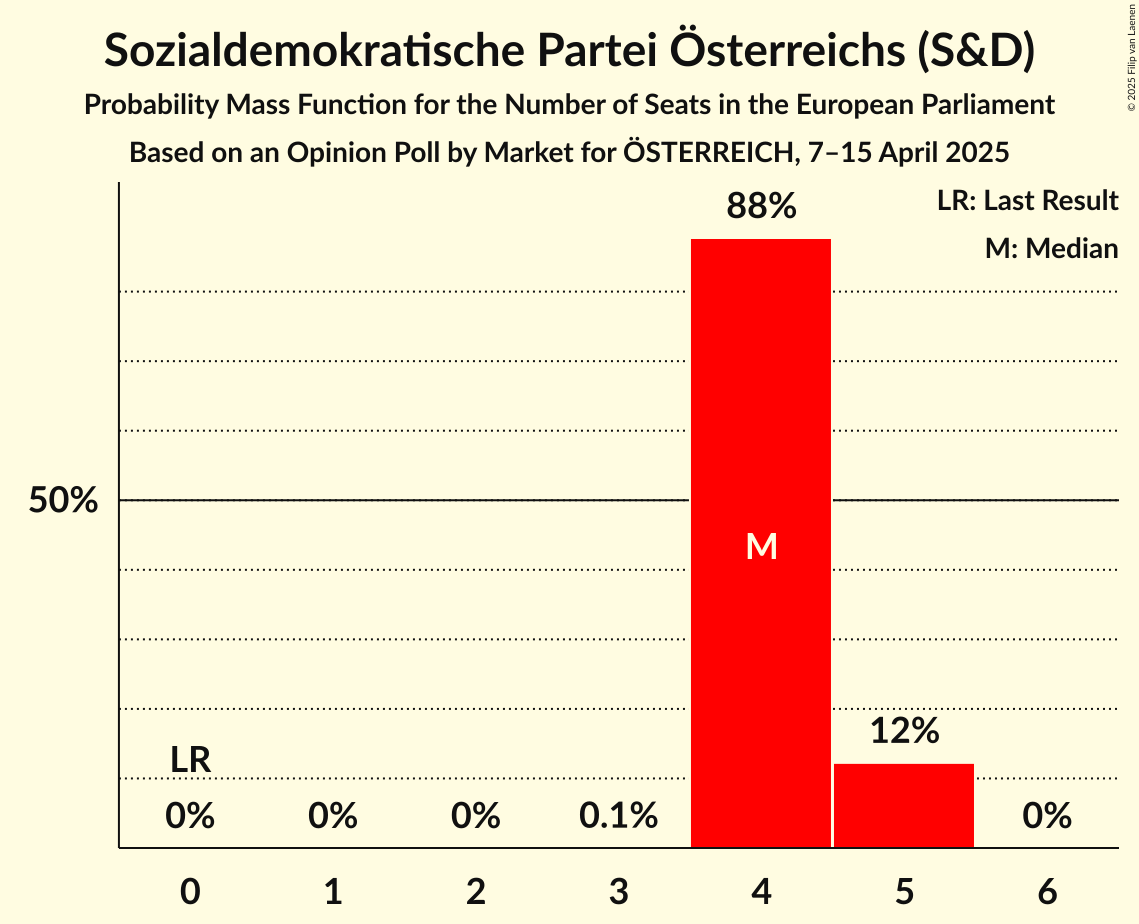 Sozialdemokratische Partei Österreichs (S&D)
Probability Mass Function for the Number of Seats in the European Parliament
Based on an Opinion Poll by Market for ÖSTERREICH, 7–15 April 2025
© 2025 Filip van Laenen
LR: Last Result
M: Median
88%
50%
M
12%
LR
0%
0%
0%
0.1%
0%
0
1
2
3
4
5
6